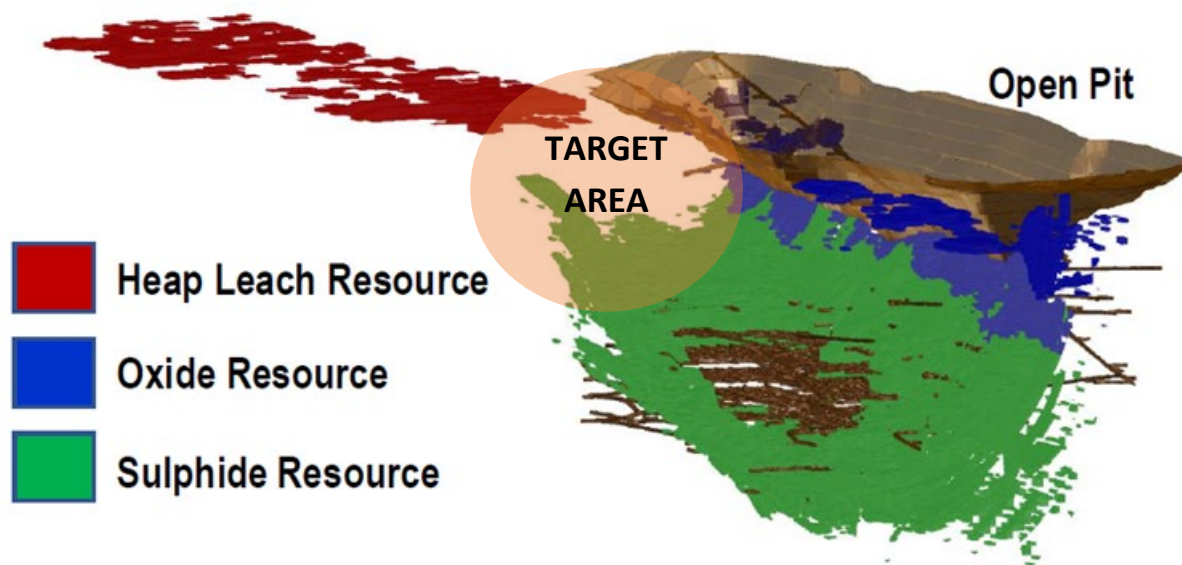 Open Pit
TARGET
AREA
Heap Leach Resource
Oxide Resource
Sulphide Resource